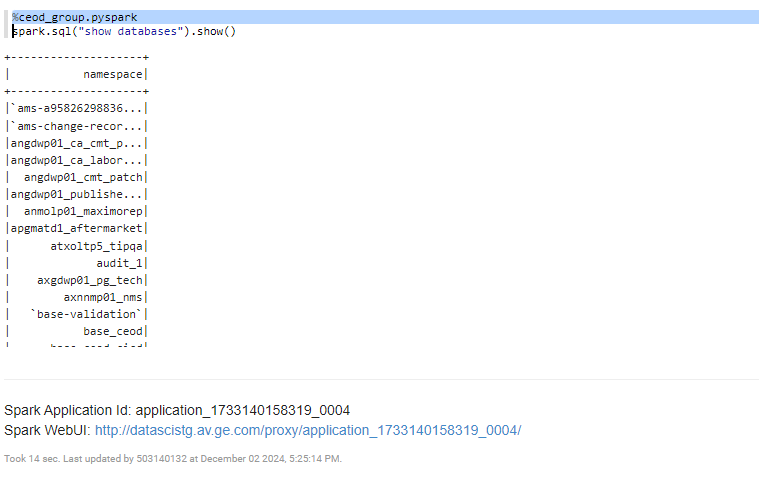 %ceod_group.pyspark
spark.sql("show databases").show()
+--------------------+
|           namespace|
+--------------------+
|`ams-a95826298836...|
|`ams-change-recor...|
|angdwp01_ca_cmt_p...|
|angdwp01_ca_labor...|
|  angdwp01_cmt_patch|
|angdwp01_publishe...|
|  anmolp01_maximorep|
|apgmatd1_aftermarket|
|      atxoltp5_tipqa|
|             audit_1|
|    axgdwp01_pg_tech|
|        axnnmp01_nms|
|   `base-validation`|
|           base_ceod|
Spark Application Id: application_1733140158319_0004
Spark WebUI: http://datascistg.av.ge.com/proxy/application_1733140158319_0004/
Took 14 sec. Last updated by 503140132 at December 02 2024, 5:25:14 PM.